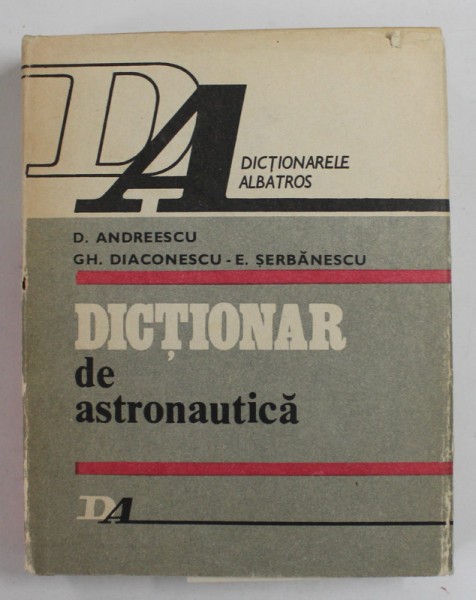 DA
DICȚIONARELE
ALBATROS
D. ANDREESCU
GH. DIACONESCU - E. ȘERBĂNESCU
DICȚIONAR
de
astronautică
DA